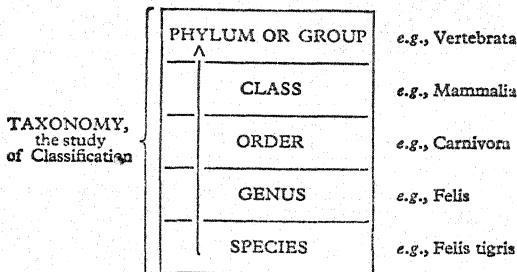 PHYLUM OR GROUP e.g., Vertebrata
CLASS e.g., Mammalia
TAXONOMY,
the study
of Classification
ORDER e.g., Carnivora
GENUS e.g., Felis
SPECIES e.g., Felis tigris